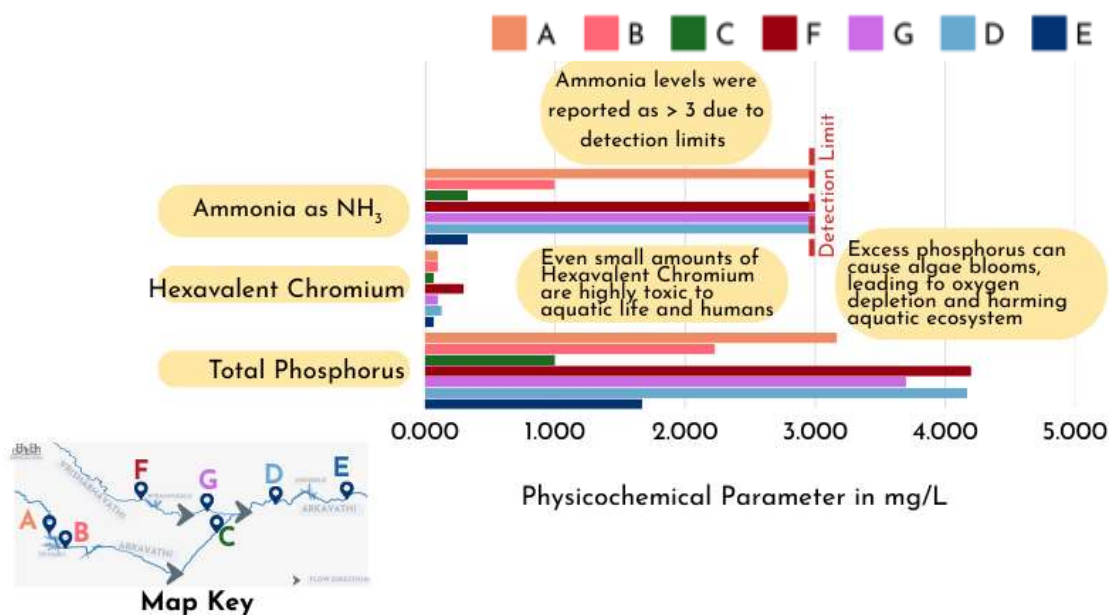 A B C F G D E
Ammonia levels were
reported as > 3 due to
detection limits
Detection Limit
Ammonia as NH₃
Hexavalent Chromium
Even small amounts of
Hexavalent Chromium
are highly toxic to
aquatic life and humans
Excess phosphorus can
cause algae blooms,
leading to oxygen
depletion and harming
aquatic ecosystem
Total Phosphorus
0.000 1.000 2.000 3.000 4.000 5.000
Physicochemical Parameter in mg/L
VRISHABHAVATHI
F
G
D
E
ARKAVATHI
A
B
C
ARKAVATHI
FLOW DIRECTION
Map Key